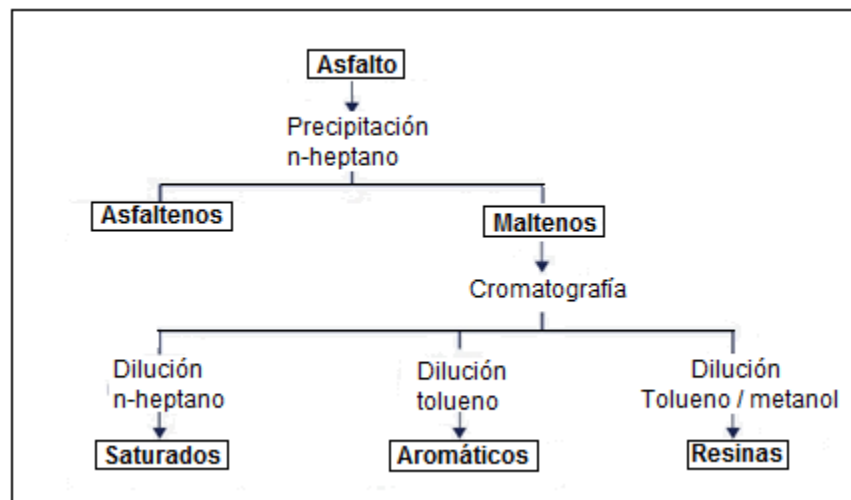 Asfalto
Precipitación
n-heptano
Asfaltenos
Maltenos
Cromatografía
Dilución
n-heptano
Dilución
tolueno
Dilución
Tolueno / metanol
Saturados
Aromáticos
Resinas